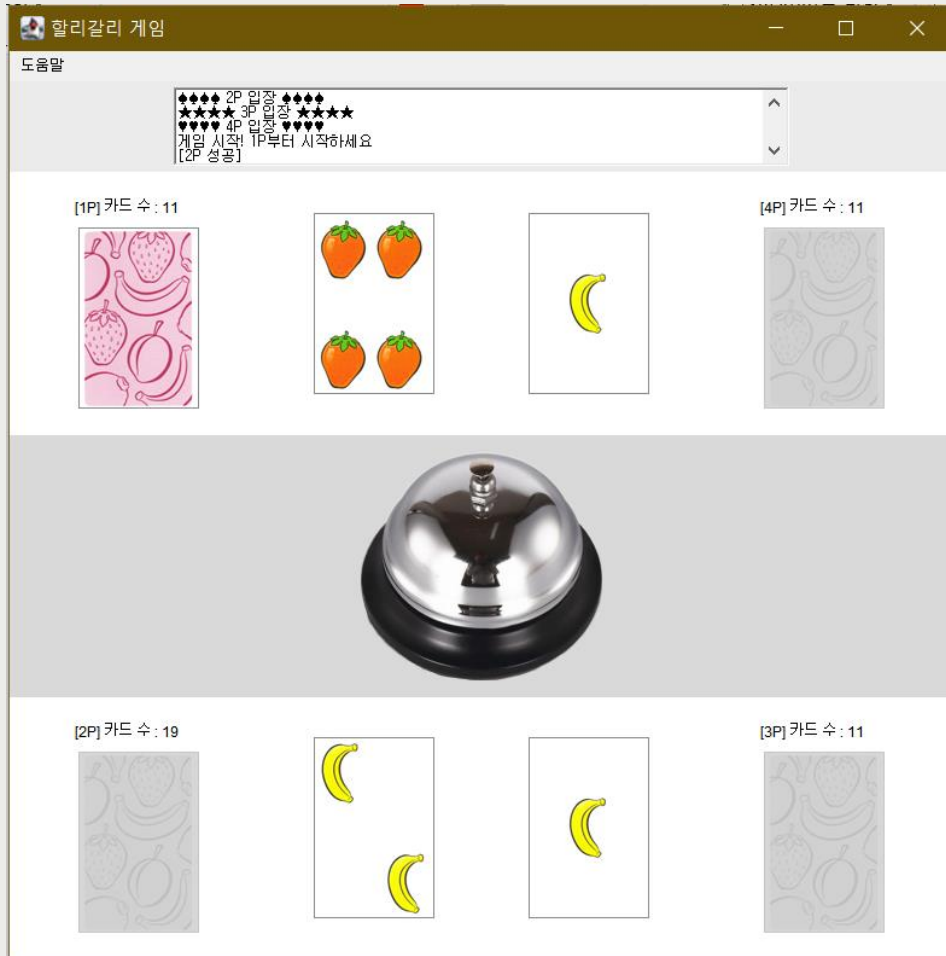 할리갈리 게임
도움말
♠♠♠♠ 2P 입장 ♠♠♠♠
★★★★ 3P 입장 ★★★★
♥♥♥♥ 4P 입장 ♥♥♥♥
게임 시작! 1P부터 시작하세요
[2P 성공]
[1P] 카드 수 : 11
[4P] 카드 수 : 11
[2P] 카드 수 : 19
[3P] 카드 수 : 11